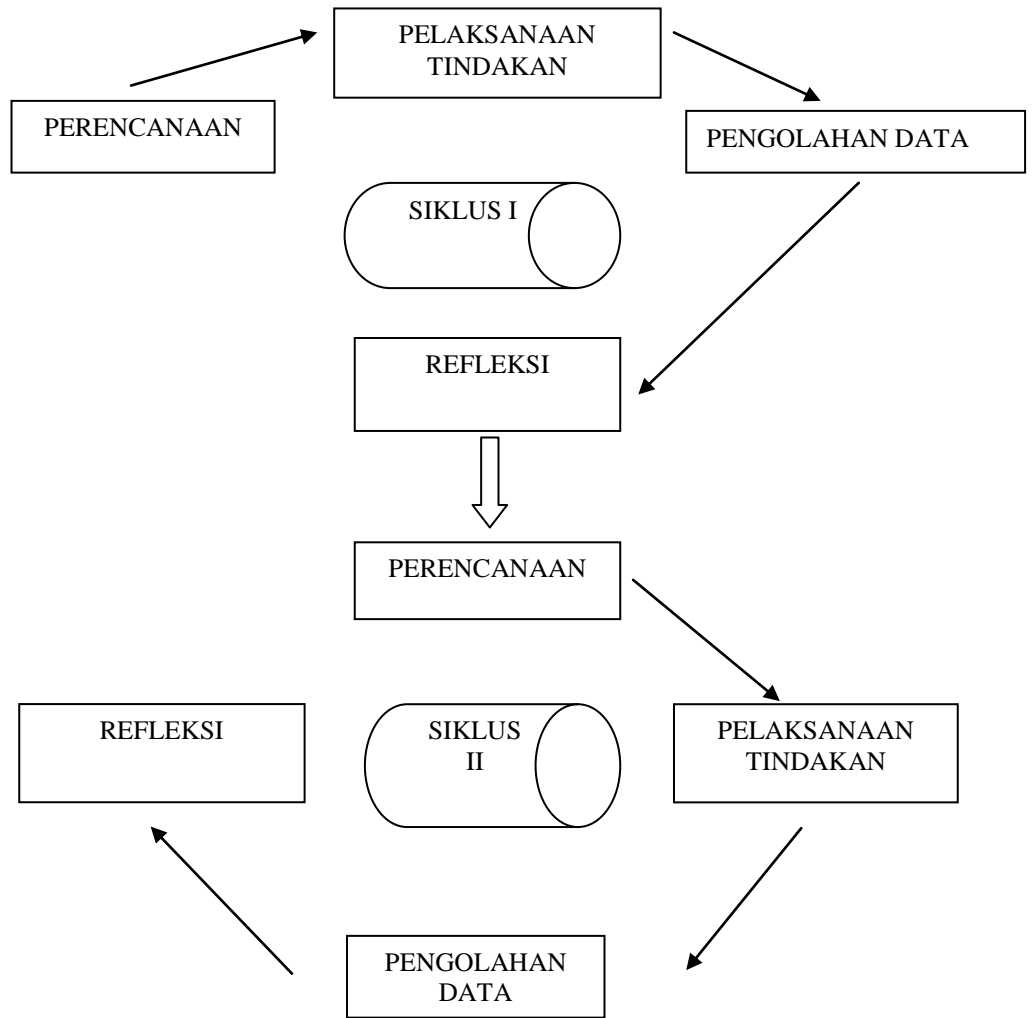 PELAKSANAAN
TINDAKAN
PERENCANAAN
PENGOLAHAN DATA
SIKLUS I
REFLEKSI
PERENCANAAN
REFLEKSI
SIKLUS
II
PELAKSANAAN
TINDAKAN
PENGOLAHAN
DATA